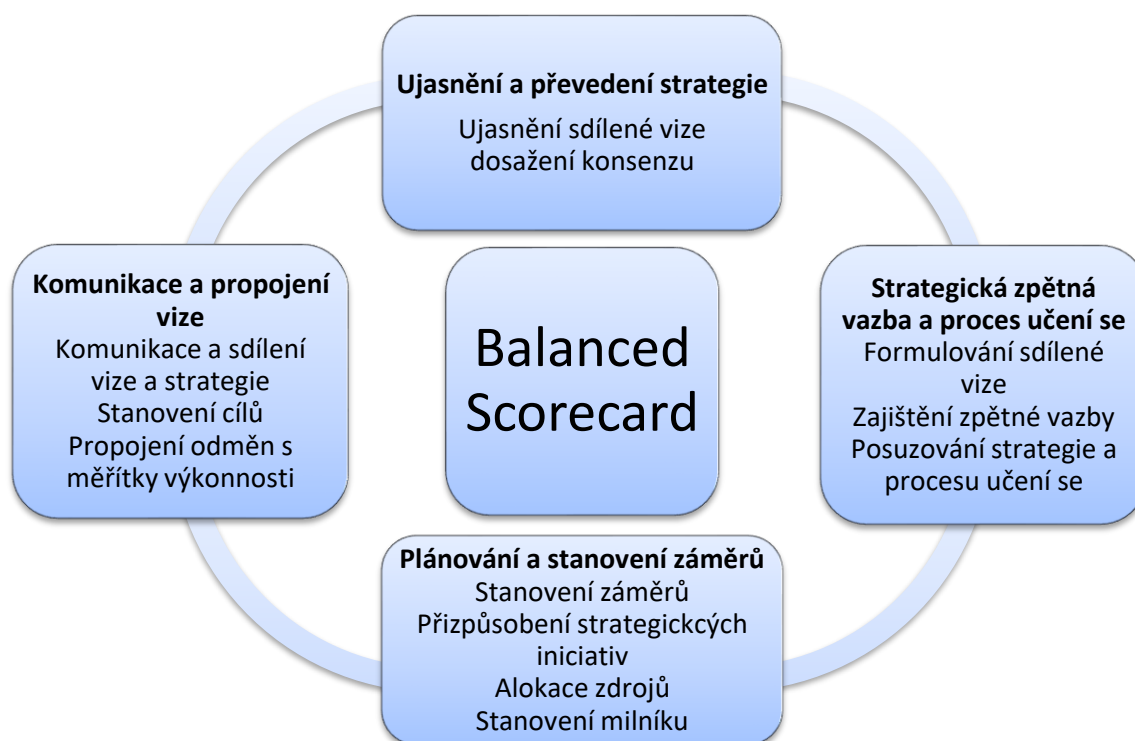 Ujasnění a převedení strategie
Ujasnění sdílené vize
dosažení konsenzu
Komunikace a propojení
vize
Komunikace a sdílení
vize a strategie
Stanovení cílů
Propojení odměn s
měřítky výkonnosti
Balanced
Scorecard
Strategická zpětná
vazba a proces učení se
Formulování sdílené
vize
Zajištění zpětné vazby
Posuzování strategie a
procesu učení se
Plánování a stanovení záměrů
Stanovení záměrů
Přizpůsobení strategickcých
iniciativ
Alokace zdrojů
Stanovení milníku